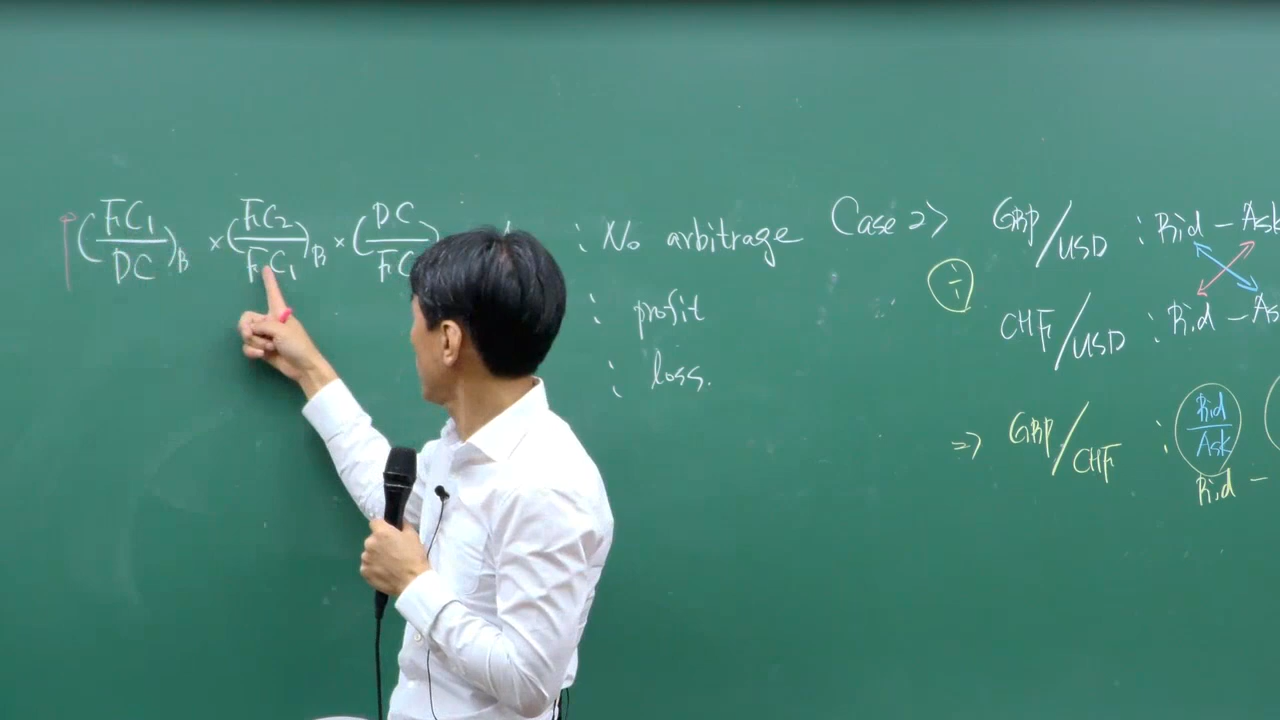 (FC₁/DC)B ×(FC₂/FC₁)B ×(DC/FC : No arbitrage
: profit
: loss.
Case 2>
GBP/USD : Bid - Ask
÷
CHF/USD : Bid - As
=> GBP/CHF : Bid/Ask
Bid -